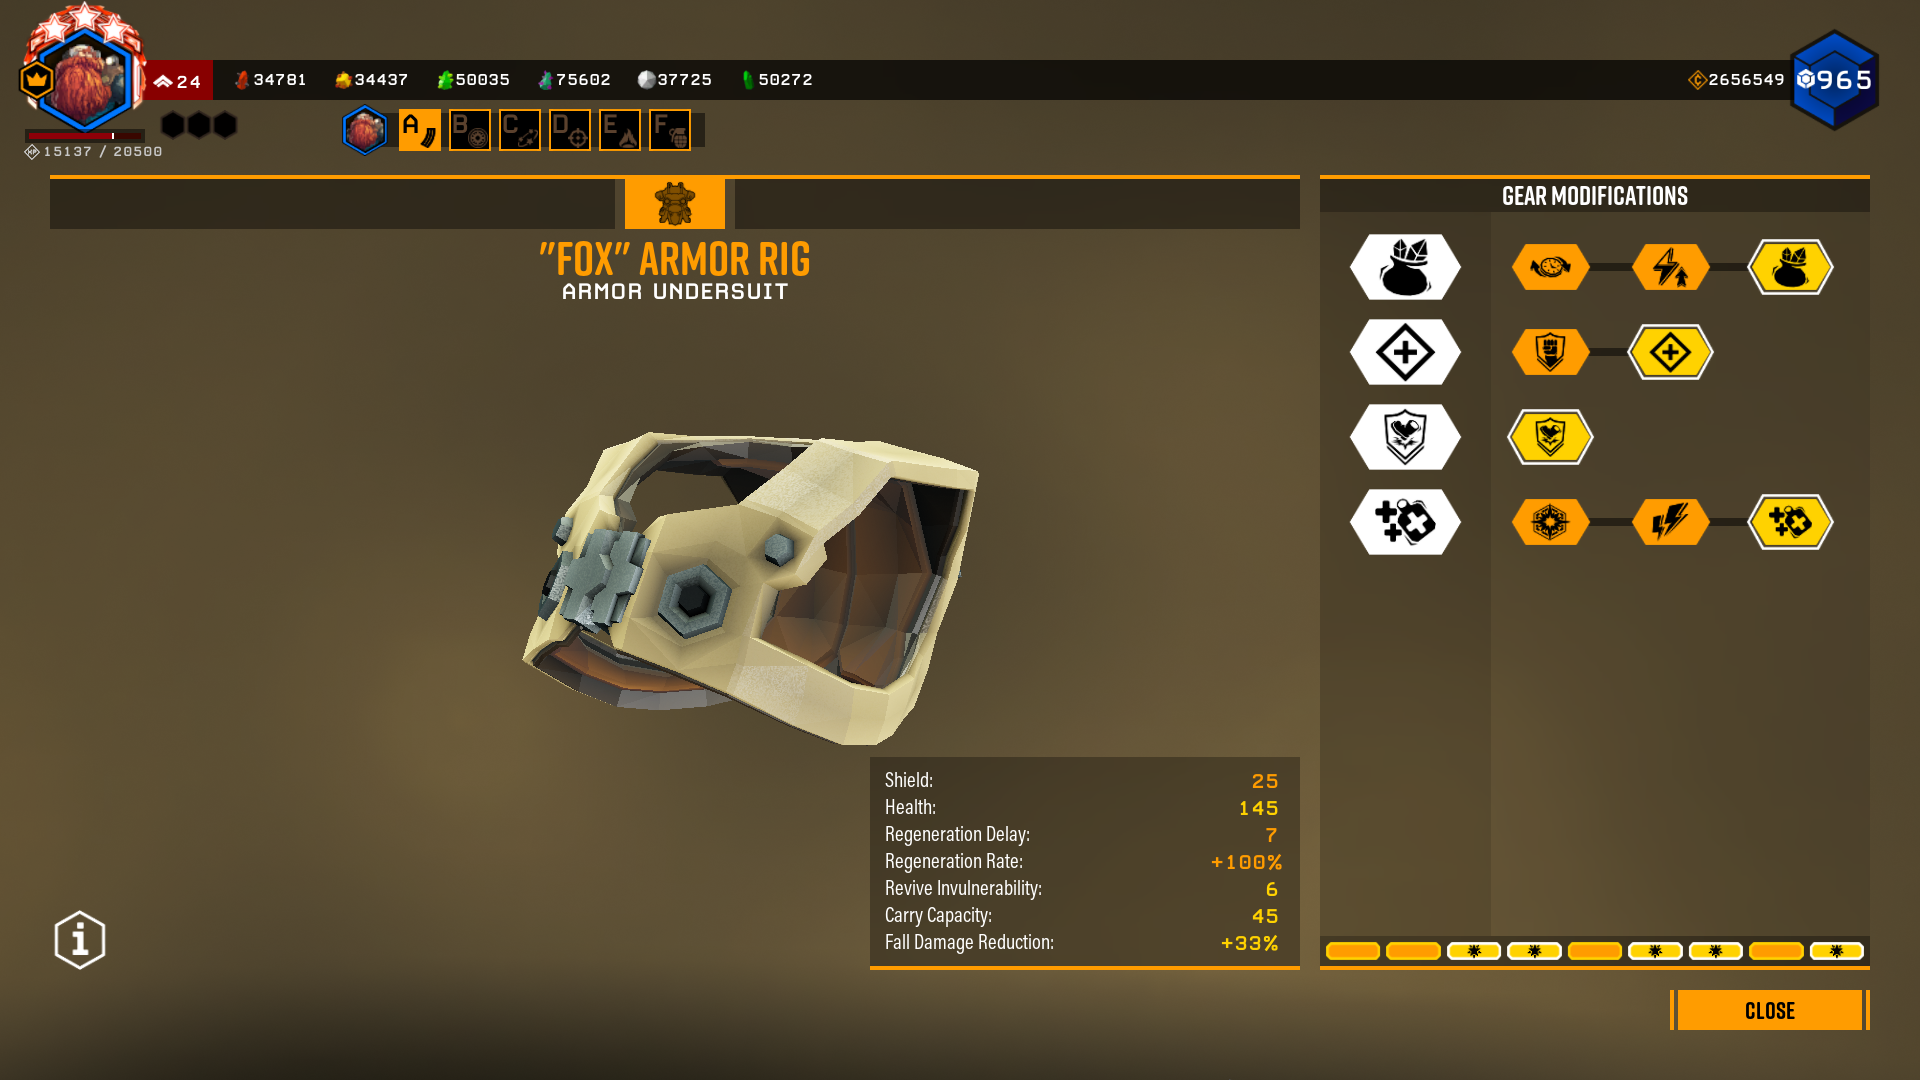 24
34781
34437
50035
75602
37725
50272
2656549
965
15137 / 20500
A
B
C
D
E
F
"FOX" ARMOR RIG
ARMOR UNDERSUIT
GEAR MODIFICATIONS
Shield: 25
Health: 145
Regeneration Delay: 7
Regeneration Rate: +100%
Revive Invulnerability: 6
Carry Capacity: 45
Fall Damage Reduction: +33%
CLOSE